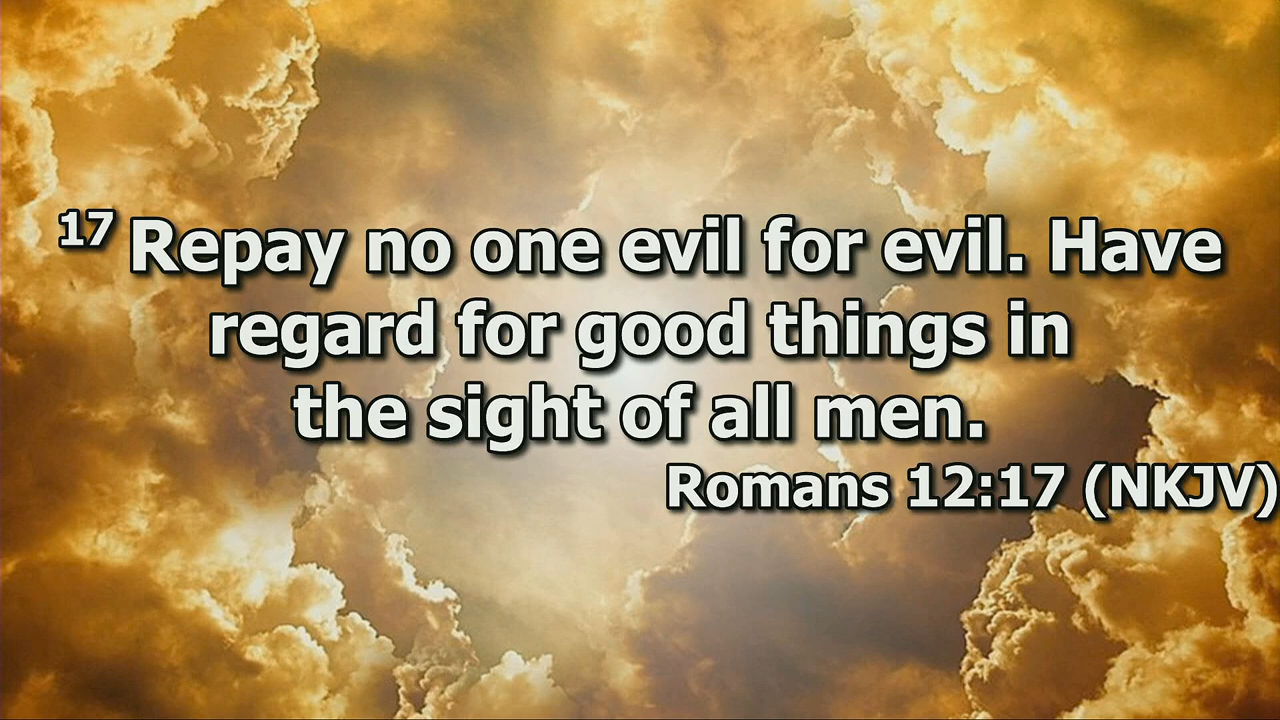 17 Repay no one evil for evil. Have
regard for good things in
the sight of all men.
Romans 12:17 (NKJV)